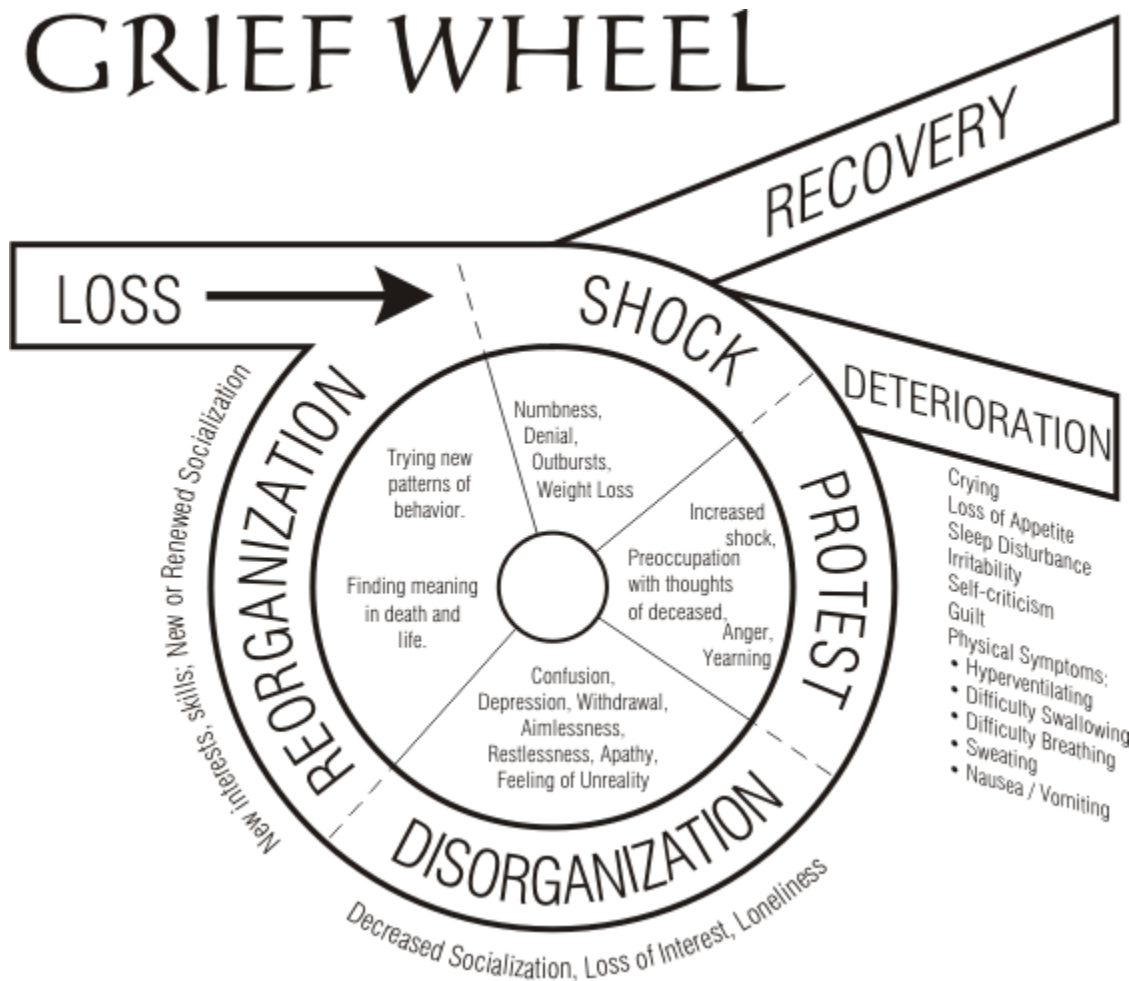 GRIEF WHEEL
RECOVERY
LOSS
SHOCK
DETERIORATION
PROTEST
DISORGANIZATION
REORGANIZATION
Numbness,
Denial,
Outbursts,
Weight Loss
Increased
shock,
Preoccupation
with thoughts
of deceased,
Anger,
Yearning
Confusion,
Depression, Withdrawal,
Aimlessness,
Restlessness, Apathy,
Feeling of Unreality
Trying new
patterns of
behavior.
Finding meaning
in death and
life.
Crying
Loss of Appetite
Sleep Disturbance
Irritability
Self-criticism
Guilt
Physical Symptoms:
• Hyperventilating
• Difficulty Swallowing
• Difficulty Breathing
• Sweating
• Nausea / Vomiting
Decreased Socialization, Loss of Interest, Loneliness
New interests, skills; New or Renewed Socialization